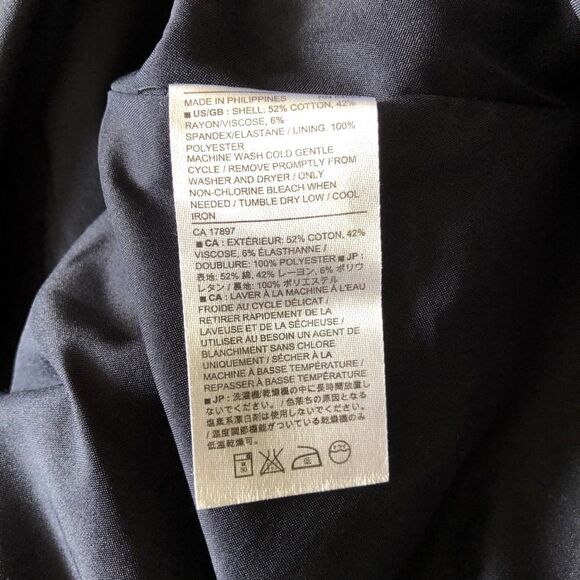 MADE IN PHILIPPINES
■ US/GB : SHELL: 52% COTTON, 42%
RAYON/VISCOSE, 6%
SPANDEX/ELASTANE / LINING. 100%
POLYESTER
MACHINE WASH COLD GENTLE
CYCLE / REMOVE PROMPTLY FROM
WASHER AND DRYER / ONLY
NON-CHLORINE BLEACH WHEN
NEEDED / TUMBLE DRY LOW / COOL
IRON
CA 17897
■ CA : EXTÉRIEUR: 52% COTON, 42%
VISCOSE, 6% ÉLASTHANNE /
DOUBLURE: 100% POLYESTER ■ JP :
表地: 52% 綿, 42% レーヨン, 6% ポリウ
レタン / 裏地: 100% ポリエステル
■ CA : LAVER À LA MACHINE À L'EAU
FROIDE AU CYCLE DÉLICAT /
RETIRER RAPIDEMENT DE LA
LAVEUSE ET DE LA SÉCHEUSE /
UTILISER AU BESOIN UN AGENT DE
BLANCHIMENT SANS CHLORE
UNIQUEMENT / SÉCHER À LA
MACHINE À BASSE TEMPÉRATURE /
REPASSER À BASSE TEMPÉRATURE
■ JP : 洗濯機/乾燥機の中に長時間放置し
ないでください。/ 色落ちの原因となる
塩素系漂白剤は使用しないでください。
/ 温度調節機能がついている乾燥機のみ
低温乾燥可。
30
低